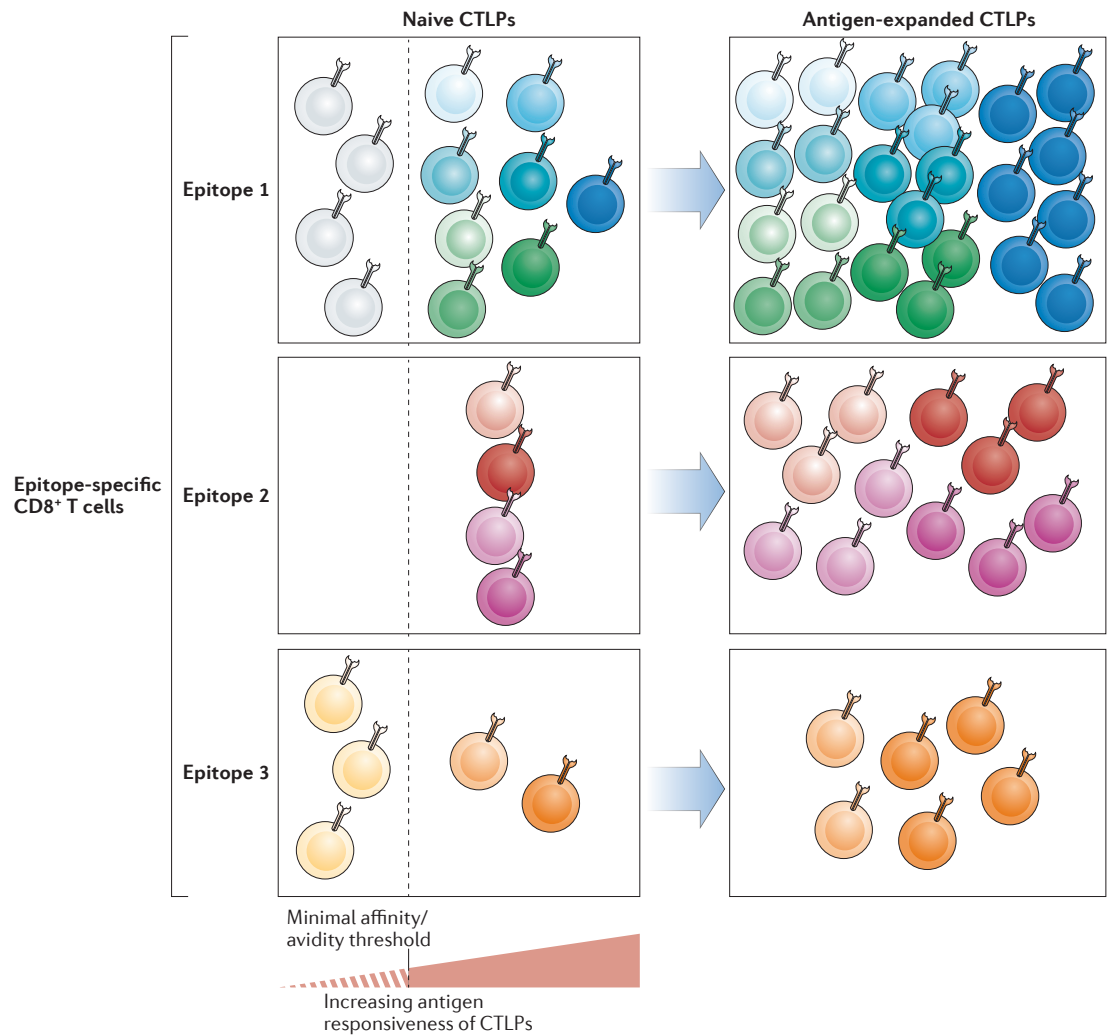 Naive CTLPs
Antigen-expanded CTLPs
Epitope 1
Epitope-specific
CD8⁺ T cells
Epitope 2
Epitope 3
Minimal affinity/
avidity threshold
Increasing antigen
responsiveness of CTLPs